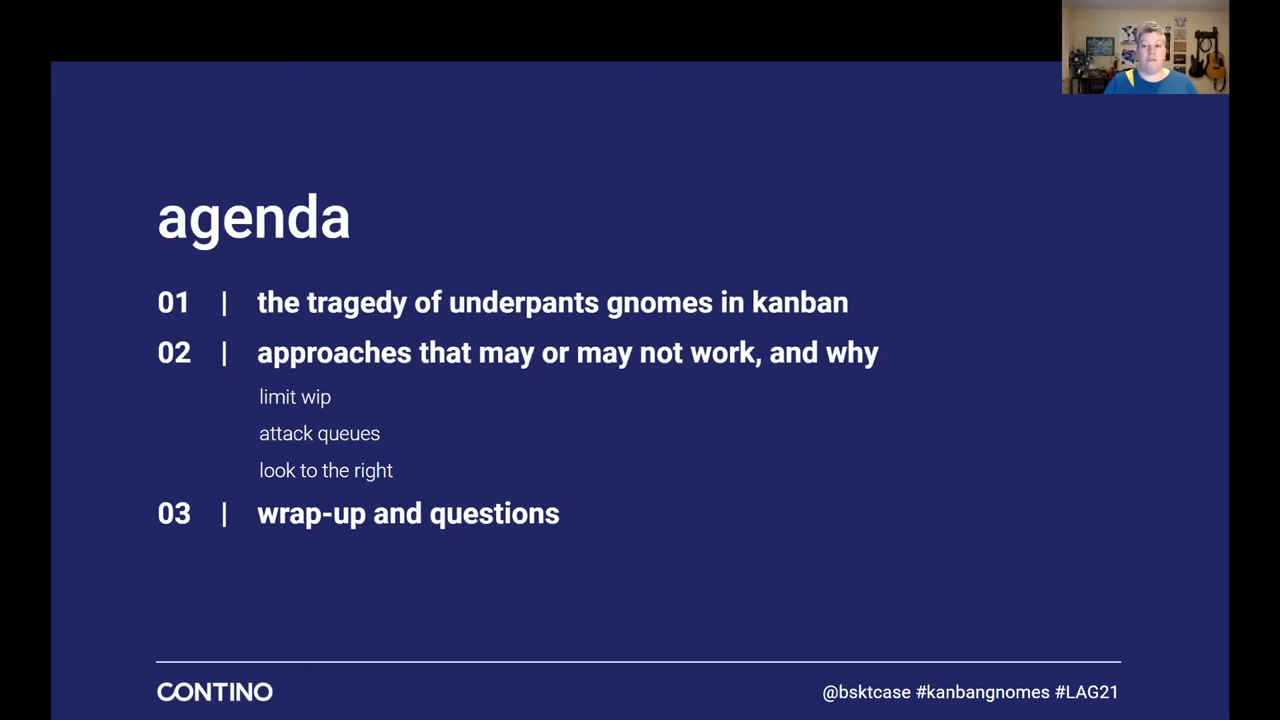 agenda
01 | the tragedy of underpants gnomes in kanban
02 | approaches that may or may not work, and why
limit wip
attack queues
look to the right
03 | wrap-up and questions
CONTINO
@bsktcase #kanbangnomes #LAG21